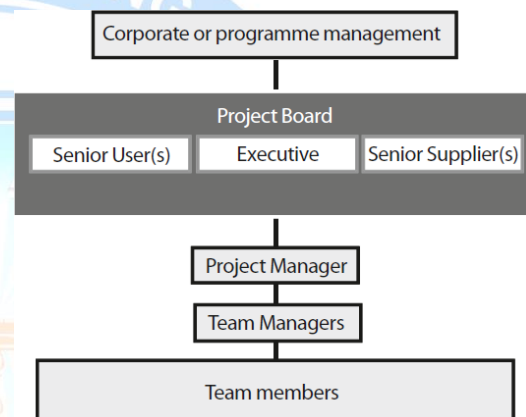 Corporate or programme management
Project Board
Senior User(s) Executive Senior Supplier(s)
Project Manager
Team Managers
Team members